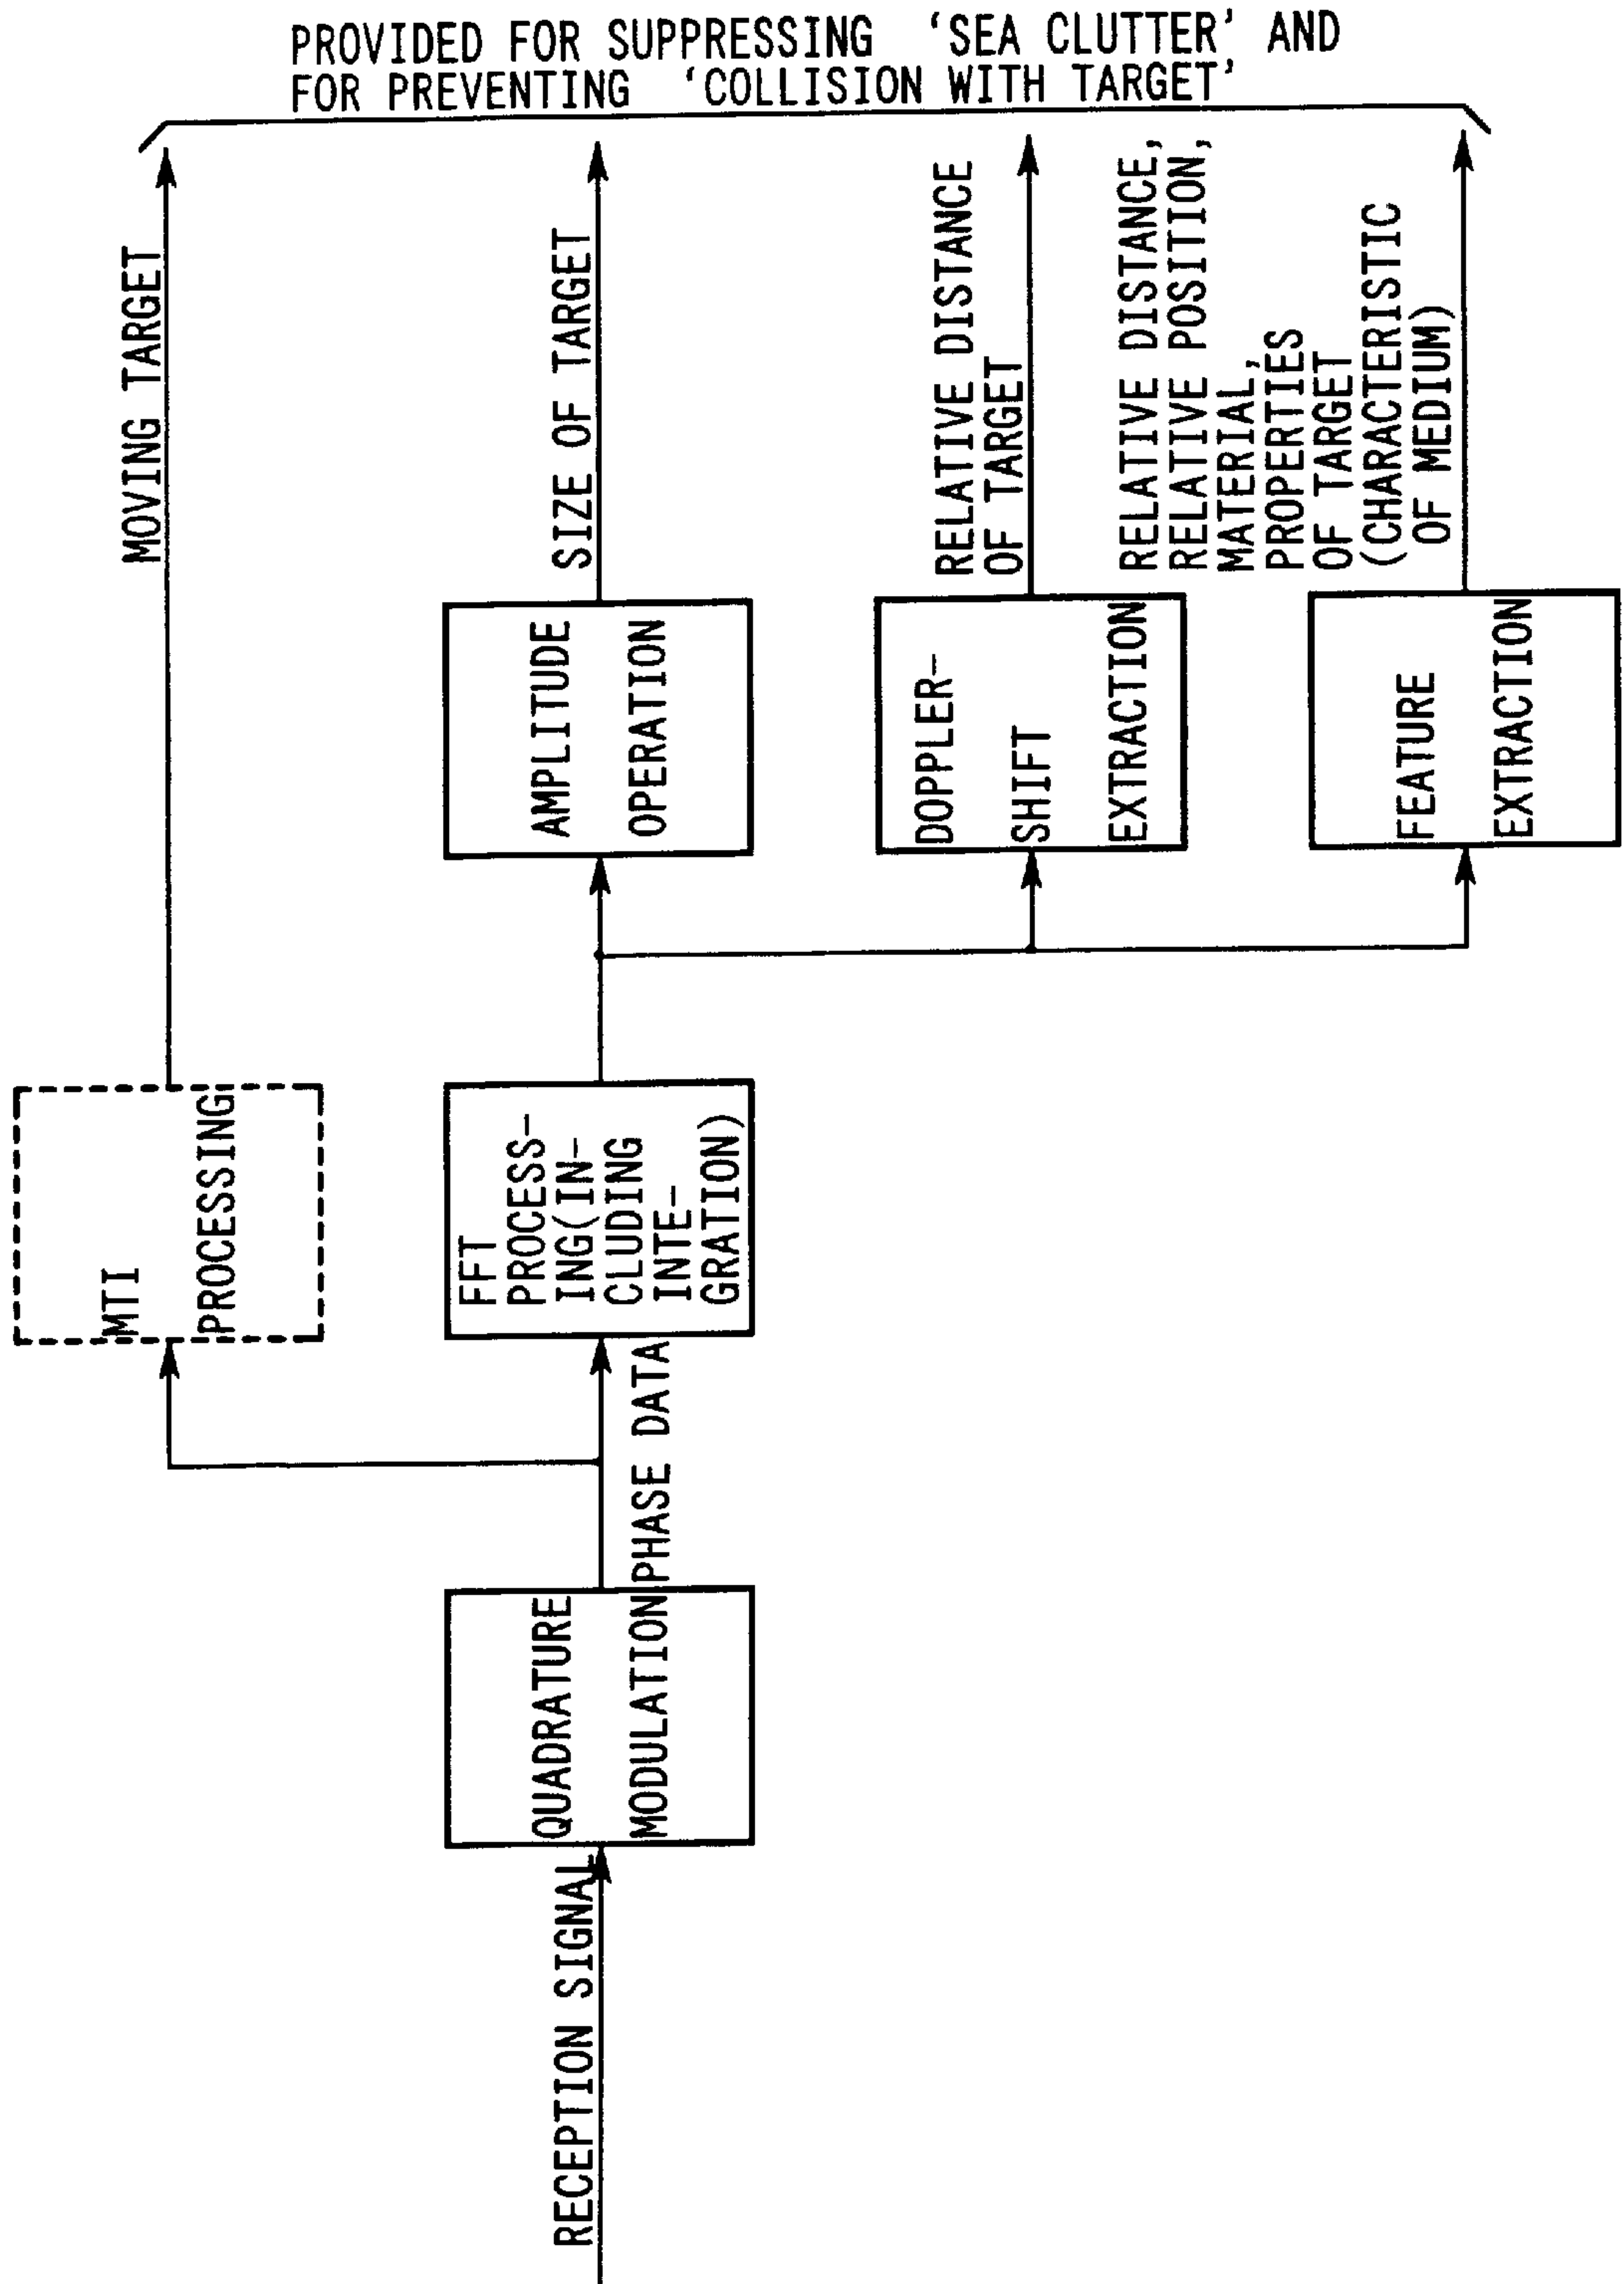 PROVIDED FOR SUPPRESSING 'SEA CLUTTER' AND
FOR PREVENTING 'COLLISION WITH TARGET'
MOVING TARGET
SIZE OF TARGET
RELATIVE DISTANCE
OF TARGET
RELATIVE DISTANCE,
RELATIVE POSITION,
MATERIAL,
PROPERTIES
OF TARGET
(CHARACTERISTIC
OF MEDIUM)
AMPLITUDE
OPERATION
DOPPLER-
SHIFT
EXTRACTION
FEATURE
EXTRACTION
MTI
PROCESSING
FFT
PROCESS-
ING(IN-
CLUDING
INTE-
GRATION)
PHASE DATA
QUADRATURE
MODULATION
RECEPTION SIGNAL